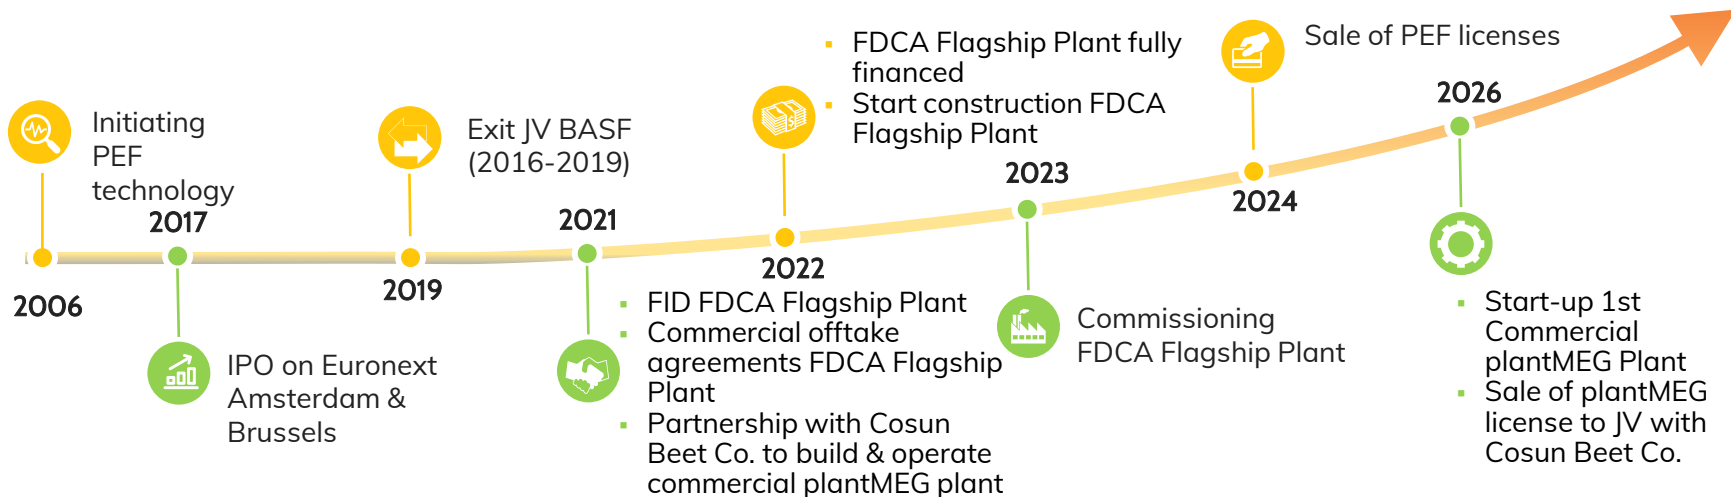 2006
Initiating
PEF
technology
2017
IPO on Euronext
Amsterdam &
Brussels
2019
Exit JV BASF
(2016-2019)
2021
▪ FID FDCA Flagship Plant
▪ Commercial offtake
agreements FDCA Flagship
Plant
▪ Partnership with Cosun
Beet Co. to build & operate
commercial plantMEG plant
2022
▪ FDCA Flagship Plant fully
financed
▪ Start construction FDCA
Flagship Plant
2023
Commissioning
FDCA Flagship Plant
2024
Sale of PEF licenses
2026
▪ Start-up 1st
Commercial
plantMEG Plant
▪ Sale of plantMEG
license to JV with
Cosun Beet Co.